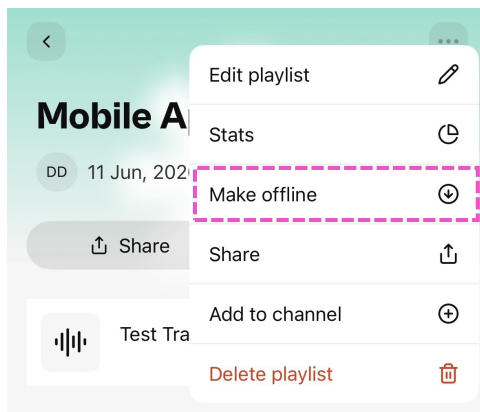 Mobile A
DD 11 Jun, 202
Share
Test Tra
Edit playlist
Stats
Make offline
Share
Add to channel
Delete playlist